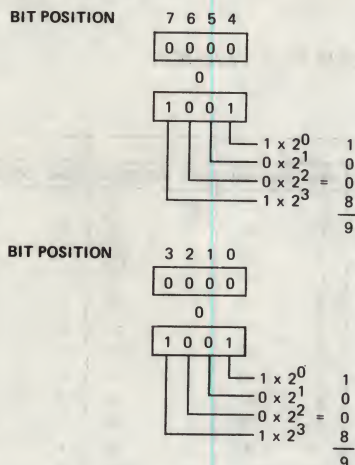 BIT POSITION 7 6 5 4
0 0 0 0
0
1 0 0 1
1 x 2^0 1
0 x 2^1 0
0 x 2^2 = 0
1 x 2^3 8
9
BIT POSITION 3 2 1 0
0 0 0 0
0
1 0 0 1
1 x 2^0 1
0 x 2^1 0
0 x 2^2 = 0
1 x 2^3 8
9